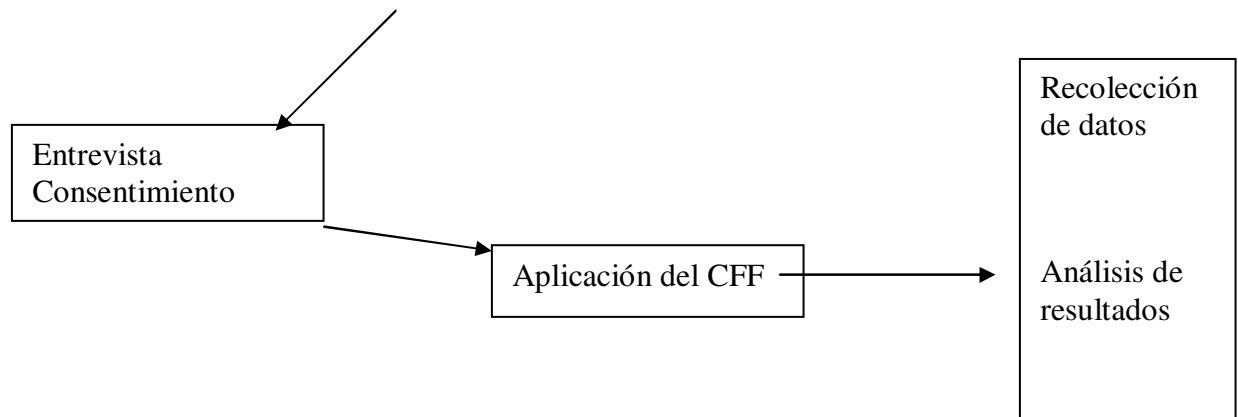 Entrevista
Consentimiento
Aplicación del CFF
Recolección
de datos
Análisis de
resultados